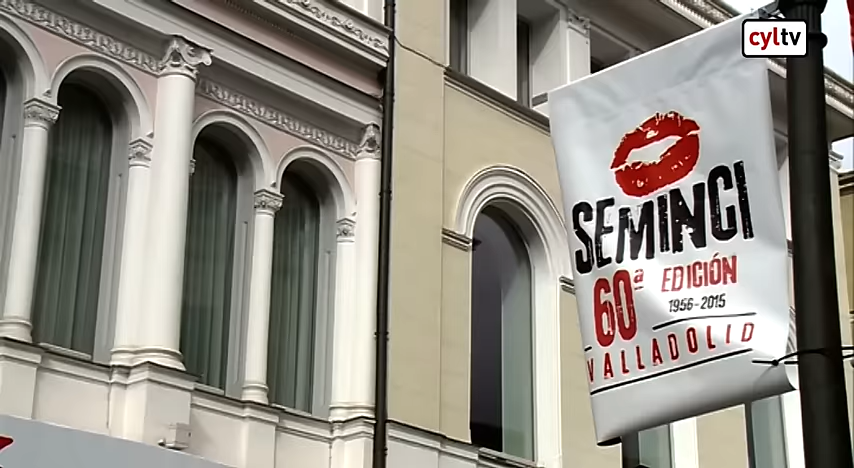 cyltv
SEMINCI
60ª EDICIÓN
1956-2015
VALLADOLID